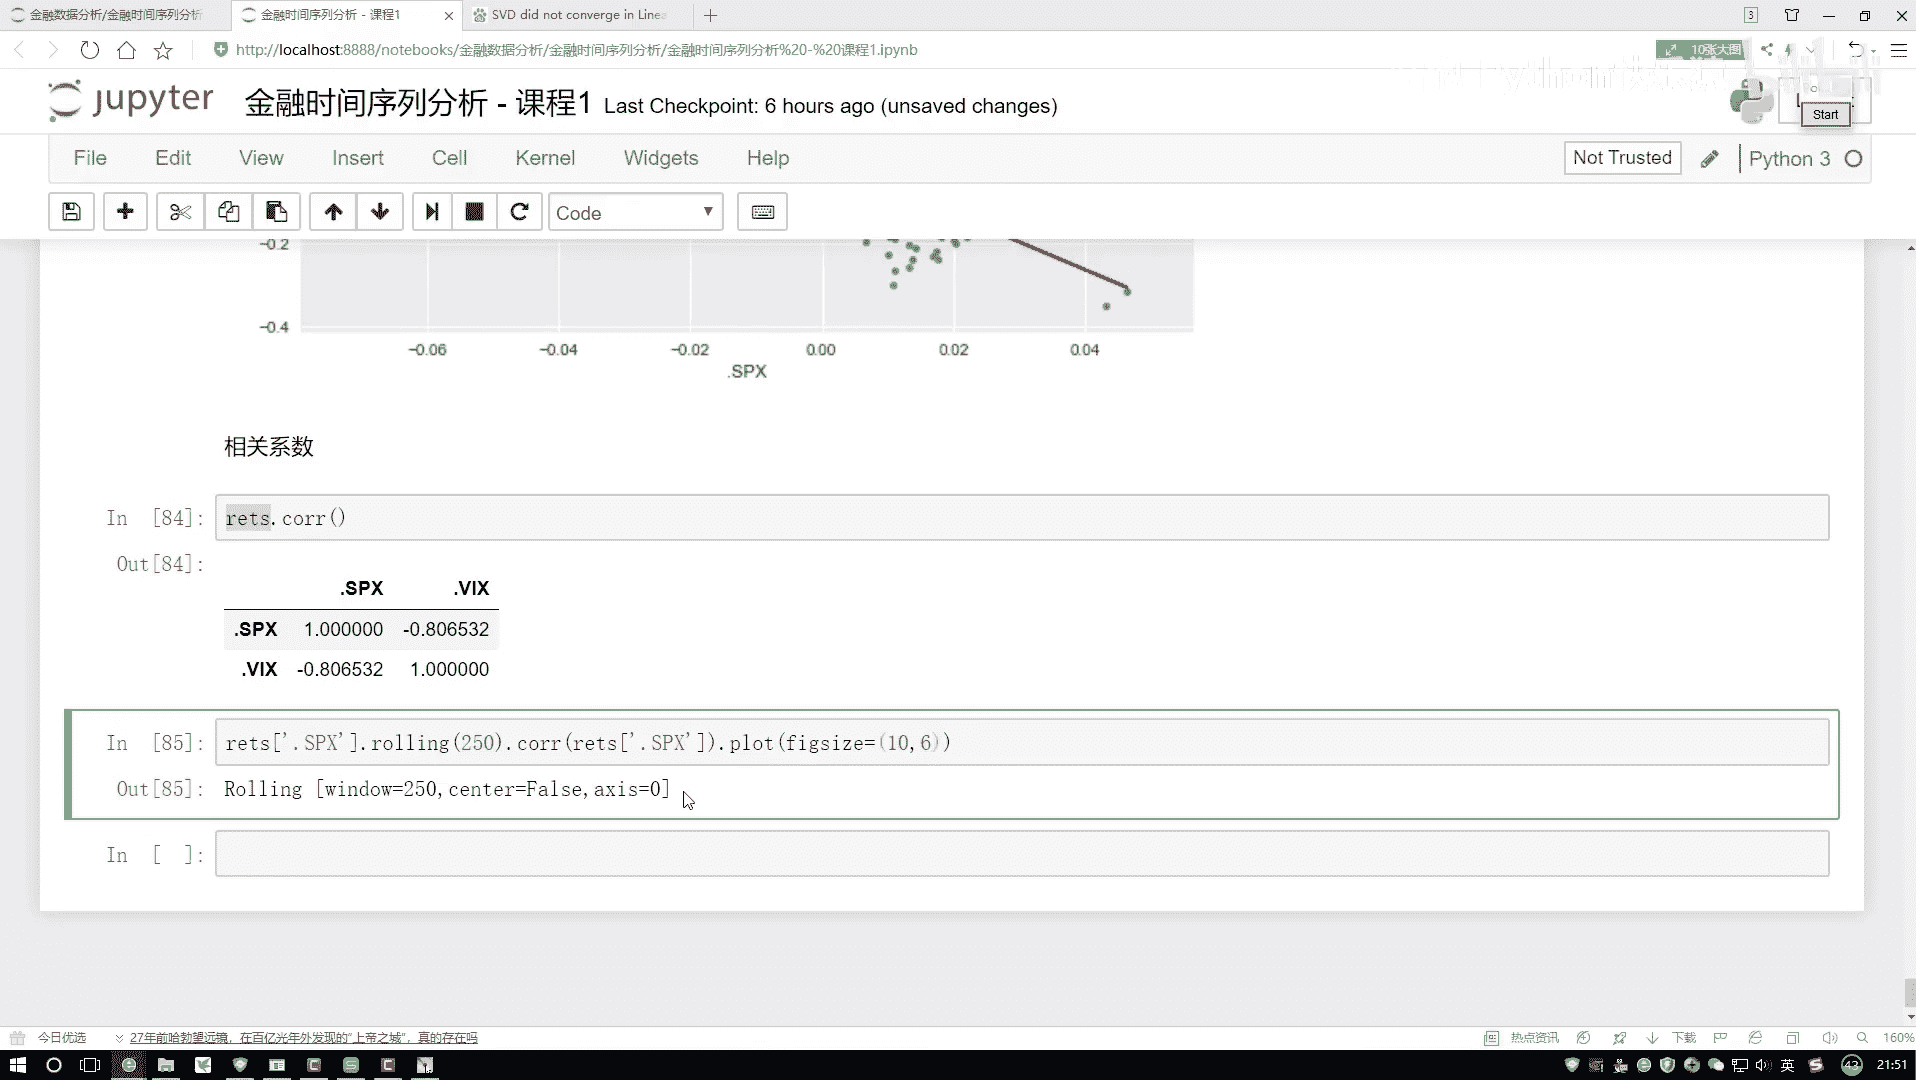 金融数据分析/金融时间序列分析
金融时间序列分析 - 课程1
SVD did not converge in Linea
3
http://localhost:8888/notebooks/金融数据分析/金融时间序列分析/金融时间序列分析%20-%20课程1.ipynb
10张大图
jupyter
金融时间序列分析 - 课程1 Last Checkpoint: 6 hours ago (unsaved changes)
Start
File Edit View Insert Cell Kernel Widgets Help
Not Trusted
Python 3
Code
-0.2
-0.4
-0.06 -0.04 -0.02 0.00 0.02 0.04
.SPX
相关系数
In [84]: rets.corr()
Out[84]:
.SPX .VIX
.SPX 1.000000 -0.806532
.VIX -0.806532 1.000000
In [85]: rets['.SPX'].rolling(250).corr(rets['.SPX']).plot(figsize=(10,6))
Out[85]: Rolling [window=250,center=False,axis=0]
In [ ]:
今日优选
27年前哈勃望远镜，在百亿光年外发现的“上帝之城”，真的存在吗
热点资讯
下载
160%
英
43
21:51